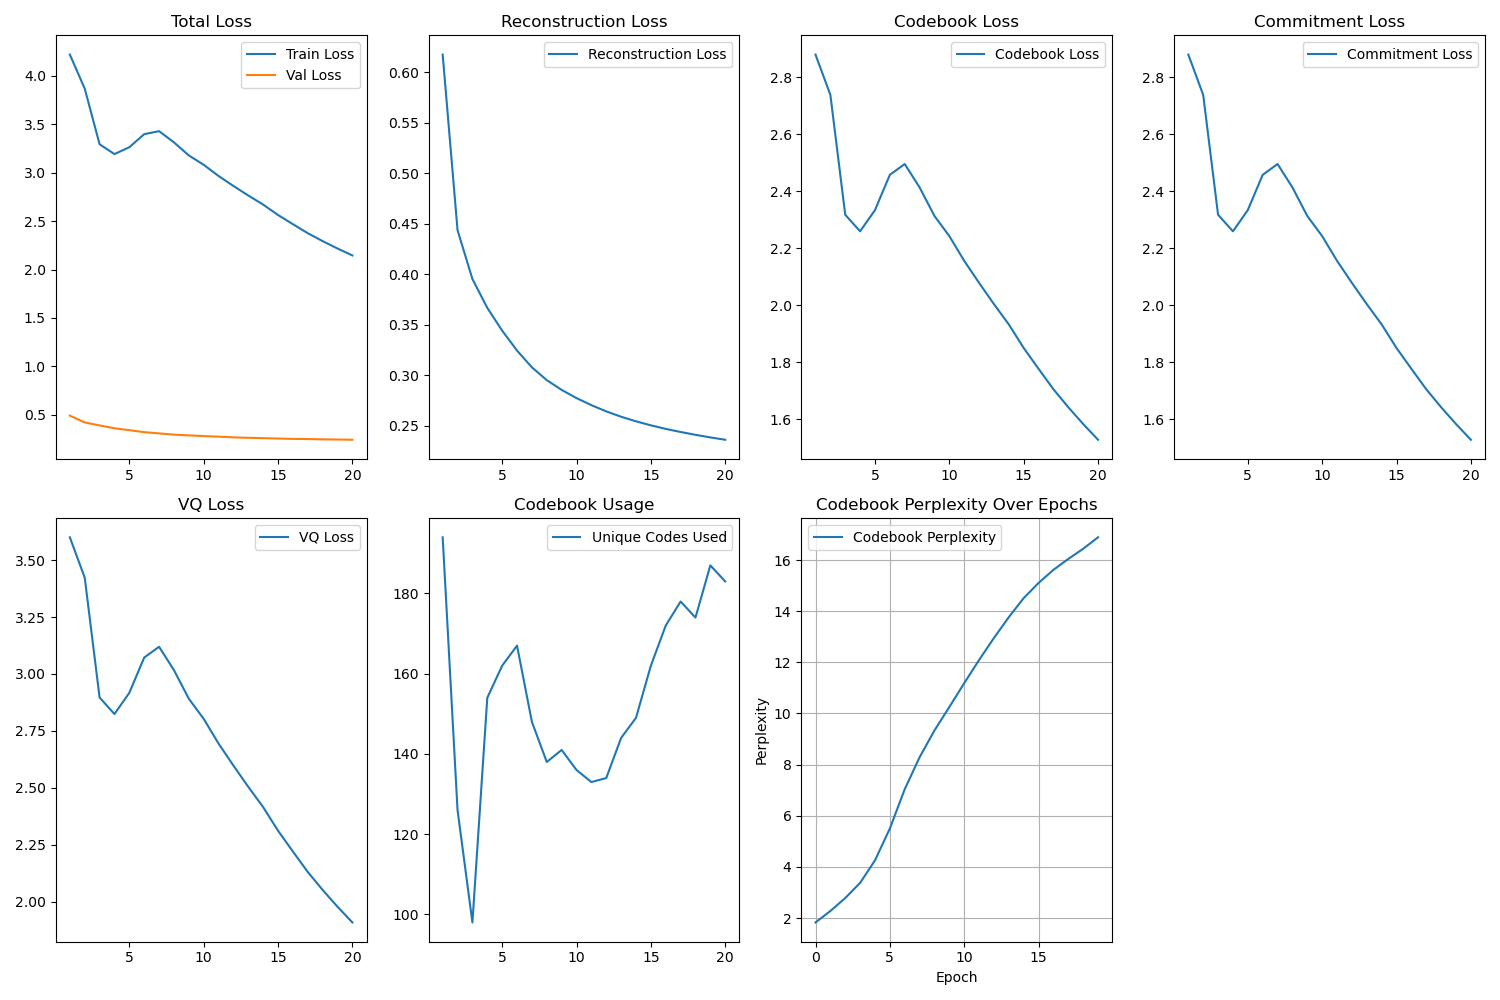 Total Loss
Train Loss
Val Loss
4.0
3.5
3.0
2.5
2.0
1.5
1.0
0.5
5 10 15 20
Reconstruction Loss
Reconstruction Loss
0.60
0.55
0.50
0.45
0.40
0.35
0.30
0.25
5 10 15 20
Codebook Loss
Codebook Loss
2.8
2.6
2.4
2.2
2.0
1.8
1.6
5 10 15 20
Commitment Loss
Commitment Loss
2.8
2.6
2.4
2.2
2.0
1.8
1.6
5 10 15 20
VQ Loss
VQ Loss
3.50
3.25
3.00
2.75
2.50
2.25
2.00
5 10 15 20
Codebook Usage
Unique Codes Used
180
160
140
120
100
5 10 15 20
Codebook Perplexity Over Epochs
Codebook Perplexity
Perplexity
16
14
12
10
8
6
4
2
0 5 10 15
Epoch